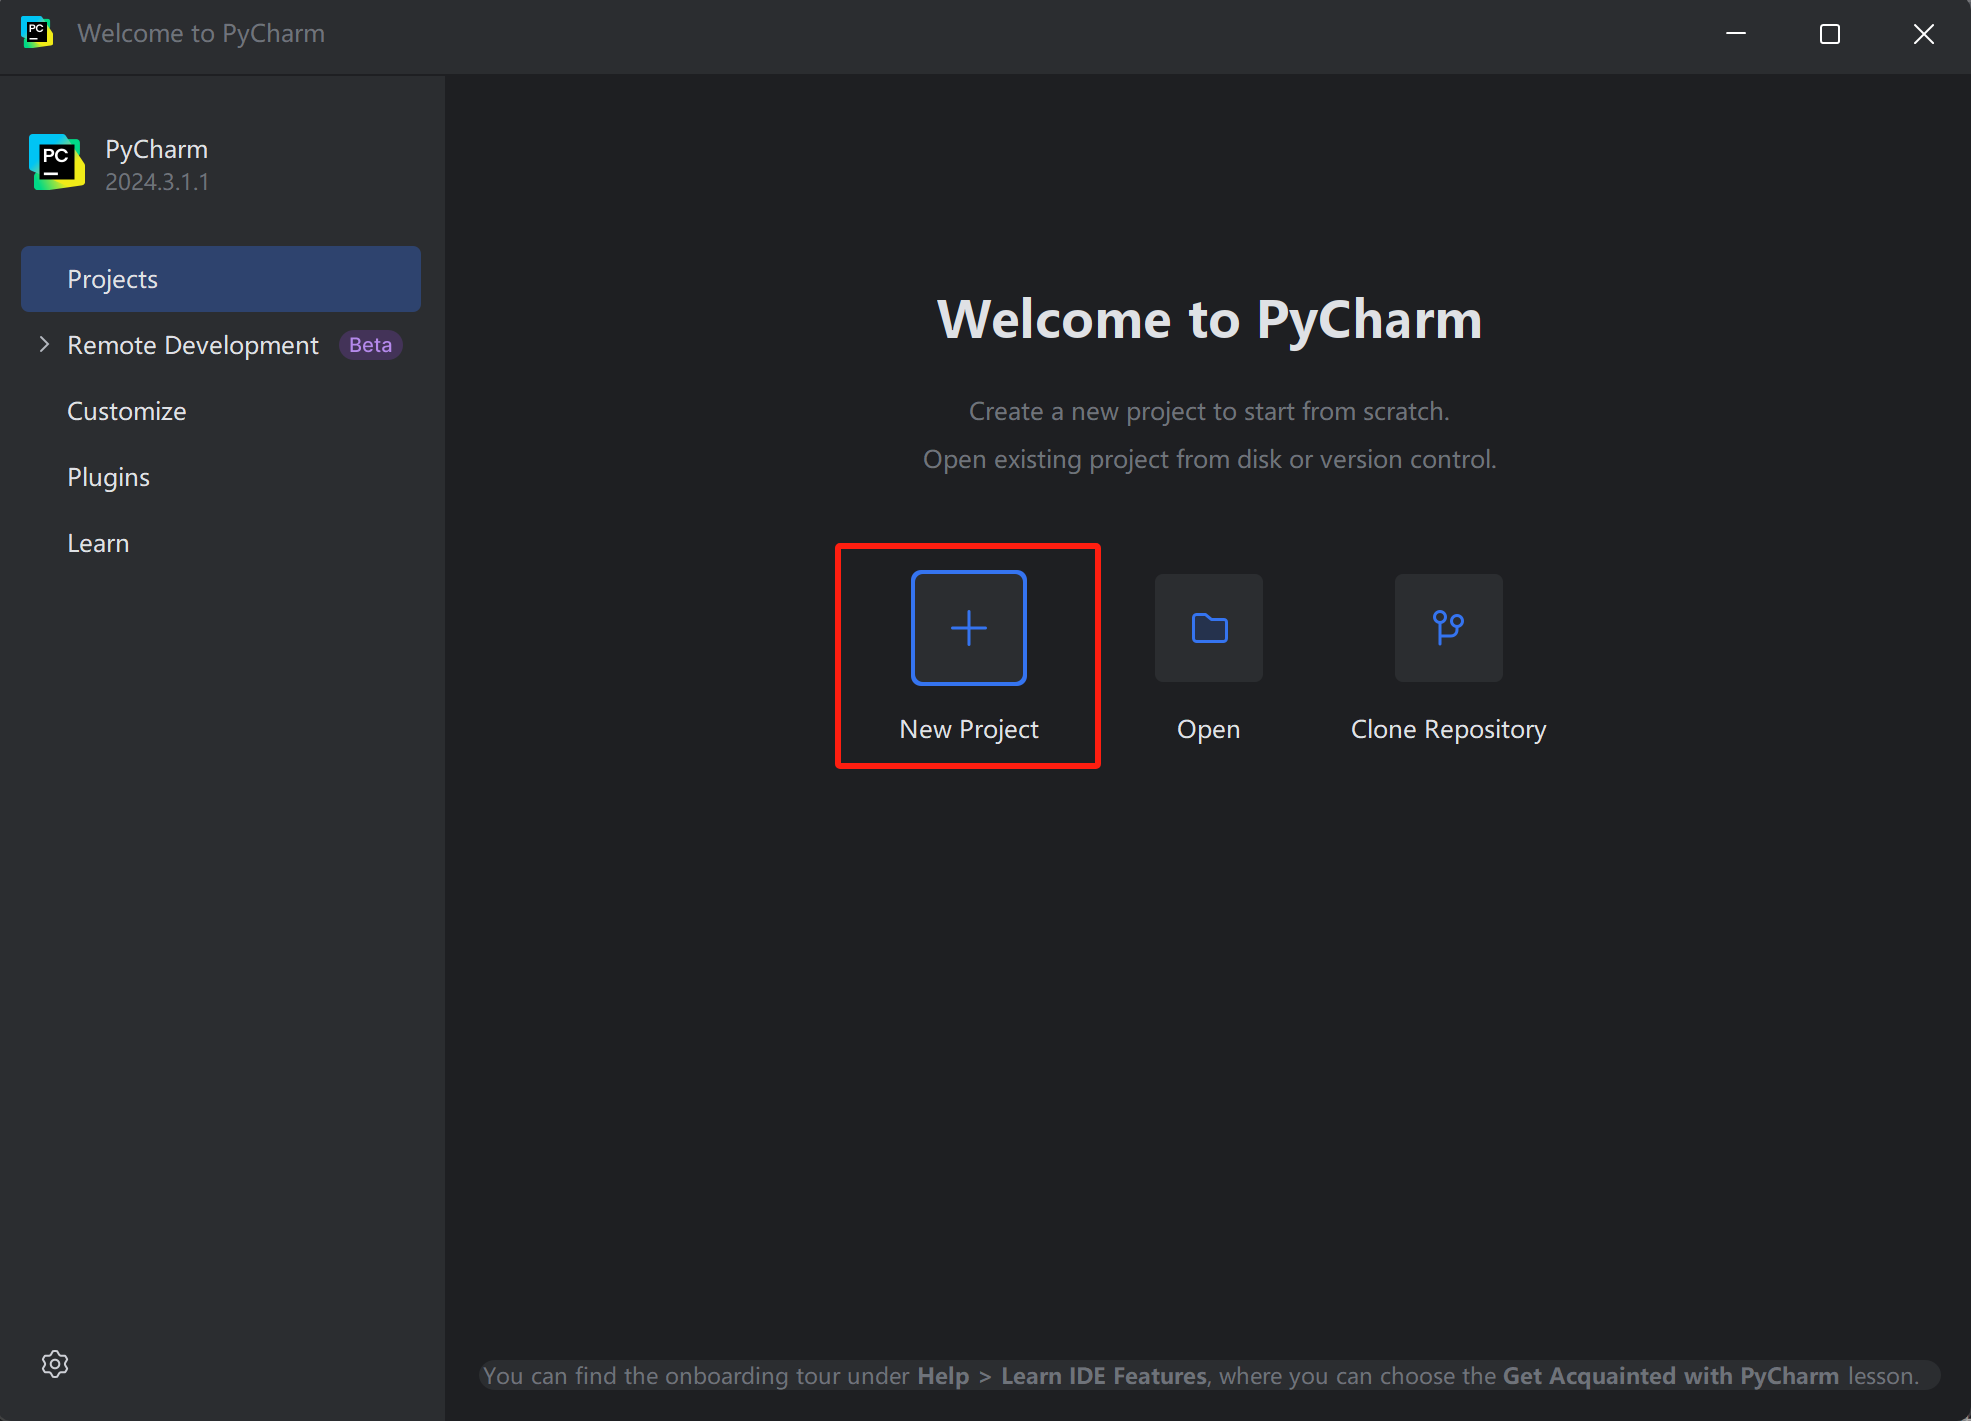 PC
Welcome to PyCharm
PC
PyCharm
2024.3.1.1
Projects
Remote Development Beta
Customize
Plugins
Learn
Welcome to PyCharm
Create a new project to start from scratch.
Open existing project from disk or version control.
New Project
Open
Clone Repository
You can find the onboarding tour under Help > Learn IDE Features, where you can choose the Get Acquainted with PyCharm lesson.